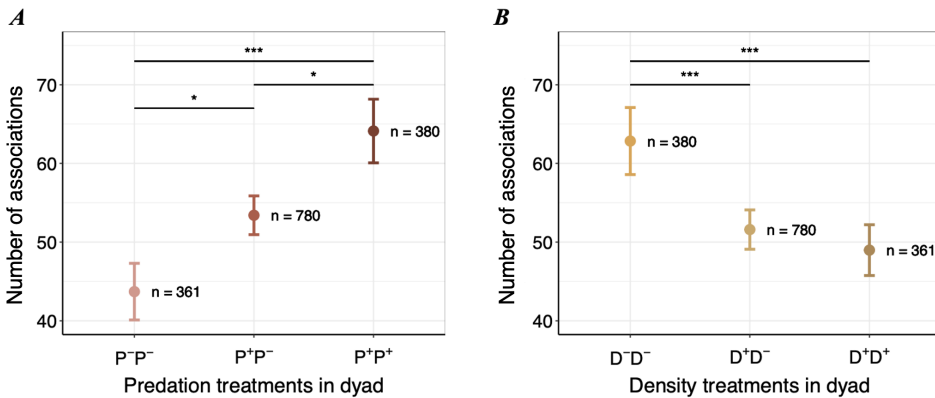 A
Number of associations
70
60
50
40
***
*
*
n = 380
n = 780
n = 361
P⁻P⁻
P⁺P⁻
P⁺P⁺
Predation treatments in dyad
B
Number of associations
70
60
50
40
***
***
n = 380
n = 780
n = 361
D⁻D⁻
D⁺D⁻
D⁺D⁺
Density treatments in dyad